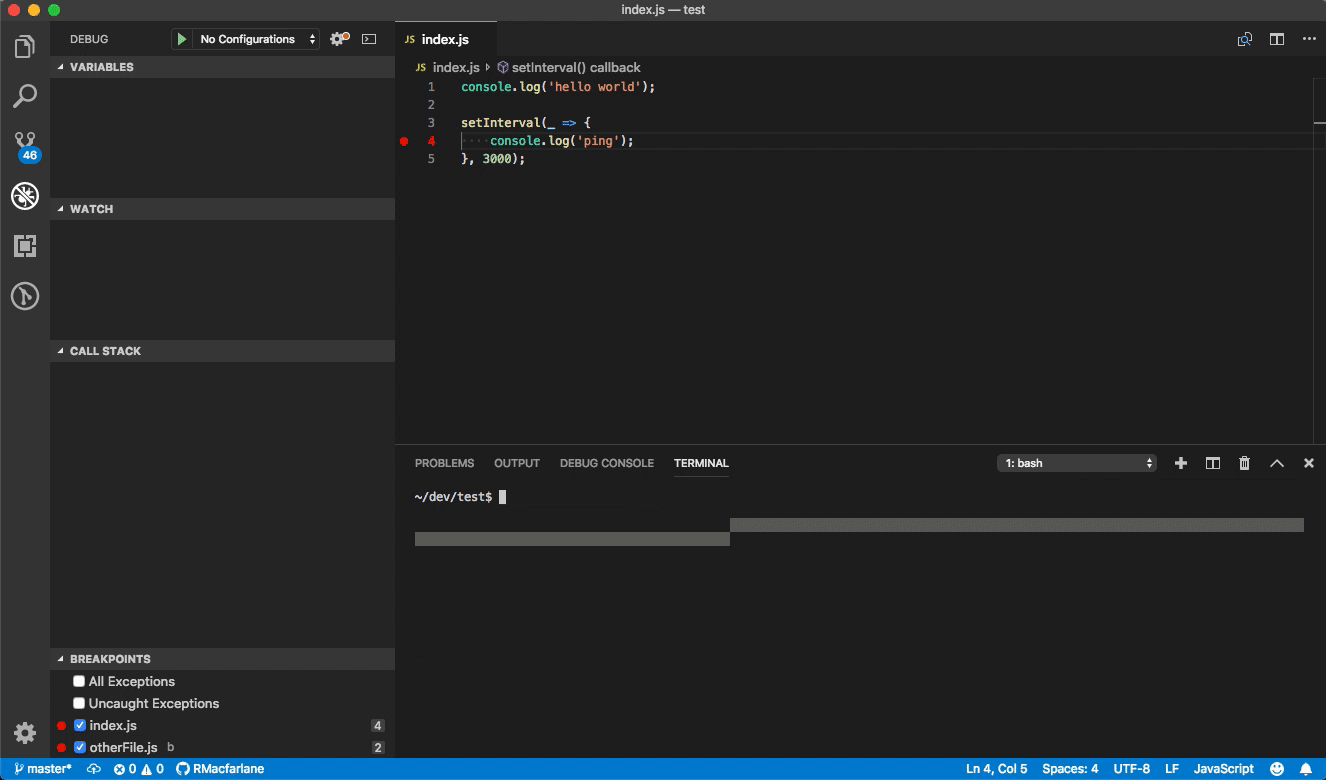 index.js — test
DEBUG
No Configurations
VARIABLES
WATCH
CALL STACK
BREAKPOINTS
All Exceptions
Uncaught Exceptions
index.js 4
otherFile.js b 2
46
JS index.js
JS index.js setInterval() callback
1 console.log('hello world');
2
3 setInterval(_ => {
4 ····console.log('ping');
5 }, 3000);
PROBLEMS OUTPUT DEBUG CONSOLE TERMINAL 1: bash
~/dev/test$
master* 0 0 RMacfarlane Ln 4, Col 5 Spaces: 4 UTF-8 LF JavaScript